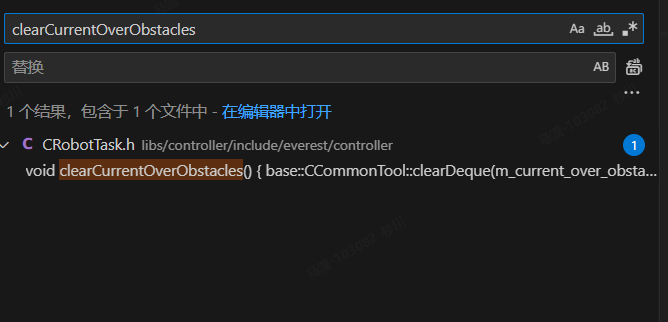 clearCurrentOverObstacles
Aa ab .*
替换
AB
1 个结果，包含于 1 个文件中 - 在编辑器中打开
C CRobotTask.h libs/controller/include/everest/controller
1
void clearCurrentOverObstacles() { base::CCommonTool::clearDeque(m_current_over_obsta...